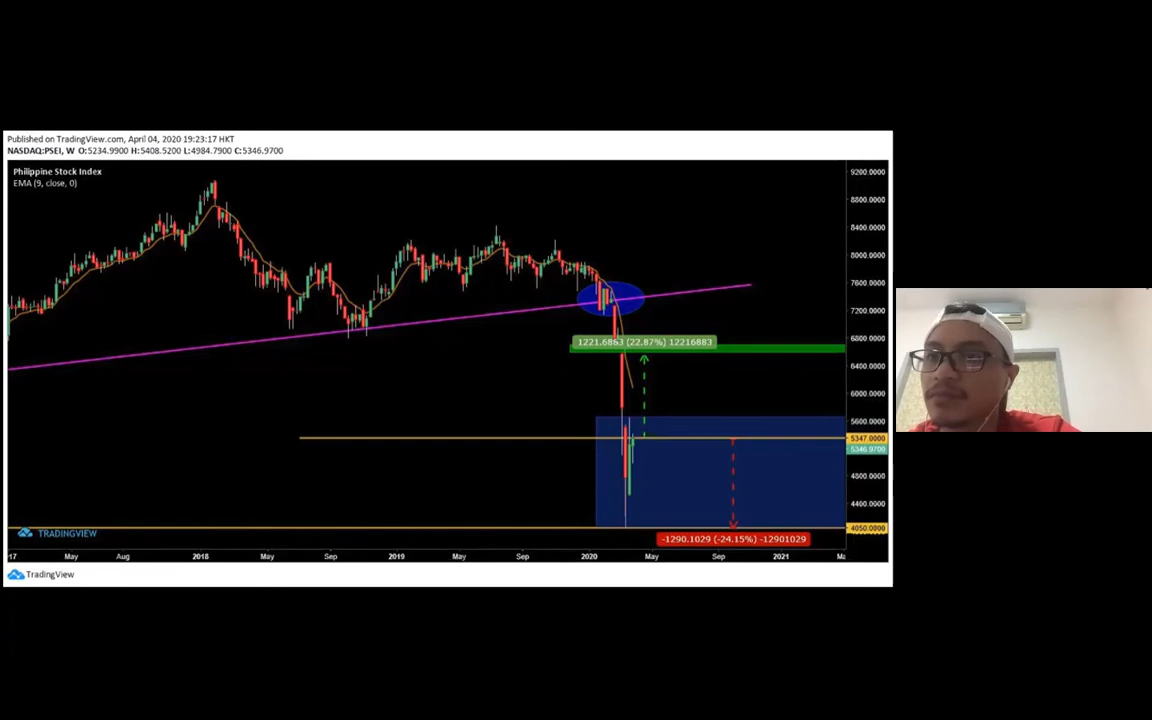 Published on TradingView.com, April 04, 2020 19:23:17 HKT
NASDAQ:PSEI, W O:5234.9900 H:5408.5200 L:4984.7900 C:5346.9700
Philippine Stock Index
EMA (9, close, 0)
9200.0000
8800.0000
8400.0000
8000.0000
7600.0000
7200.0000
1221.6883 (22.87%) 12216883
6800.0000
6400.0000
6000.0000
5600.0000
5347.0000
5346.9700
4800.0000
4400.0000
4050.0000
TRADINGVIEW
-1290.1029 (-24.15%) -12901029
17 May Aug 2018 May Sep 2019 May Sep 2020 May Sep 2021 Ma
TradingView